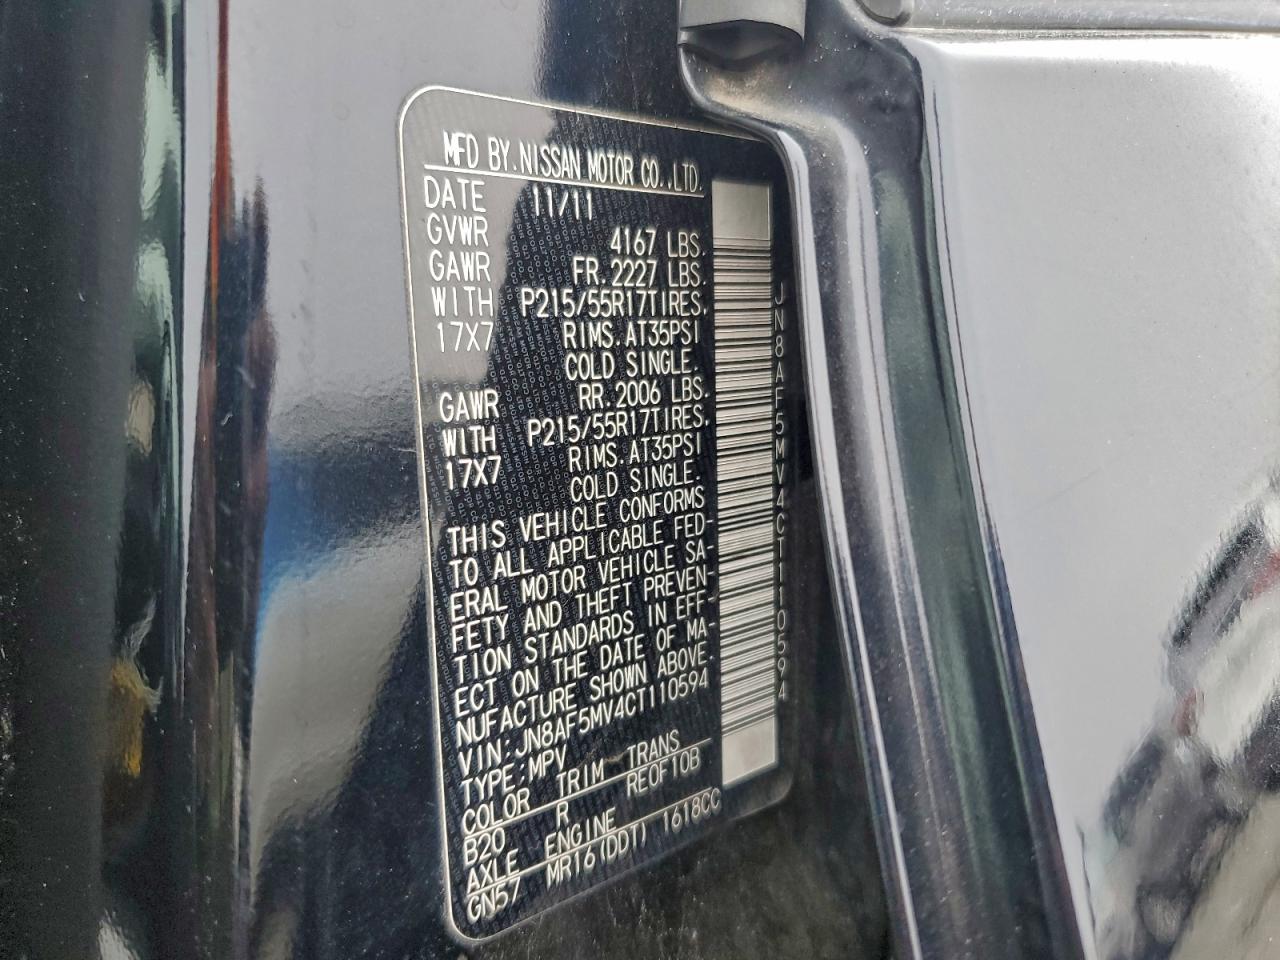 MFD BY.NISSAN MOTOR CO.,LTD.
DATE 11/11
GVWR 4167 LBS.
GAWR FR.2227 LBS.
WITH P215/55R17TIRES.
17X7 RIMS.AT35PSI
COLD SINGLE.
GAWR RR.2006 LBS.
WITH P215/55R17TIRES.
17X7 RIMS.AT35PSI
COLD SINGLE.
THIS VEHICLE CONFORMS
TO ALL APPLICABLE FED-
ERAL MOTOR VEHICLE SA-
FETY AND THEFT PREVEN-
TION STANDARDS IN EFF-
ECT ON THE DATE OF MA-
NUFACTURE SHOWN ABOVE.
VIN:JN8AF5MV4CT110594
TYPE:MPV
COLOR TRIM TRANS
B20 R RE0F10B
AXLE ENGINE
GN57 MR16(DDT) 1618CC
JN8AF5MV4CT110594